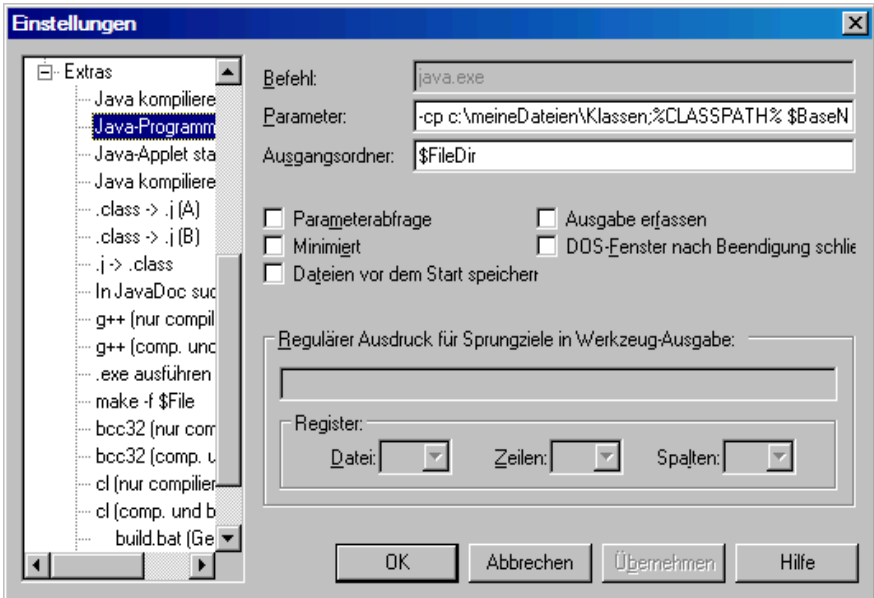 Einstellungen
Extras
Java kompiliere
Java-Programm
Java-Applet sta
Java kompiliere
.class -> .j (A)
.class -> .j (B)
.j -> .class
In JavaDoc suc
g++ (nur compil
g++ (comp. und
.exe ausführen
make -f $File
bcc32 (nur com
bcc32 (comp. u
cl (nur compilier
cl (comp. und b
build.bat (Ge
Befehl: java.exe
Parameter: -cp c:\meineDateien\Klassen;%CLASSPATH% $BaseN
Ausgangsordner: $FileDir
Parameterabfrage Ausgabe erfassen
Minimiert DOS-Fenster nach Beendigung schlie
Dateien vor dem Start speichern
Regulärer Ausdruck für Sprungziele in Werkzeug-Ausgabe:
Register:
Datei: Zeilen: Spalten:
OK Abbrechen Übernehmen Hilfe